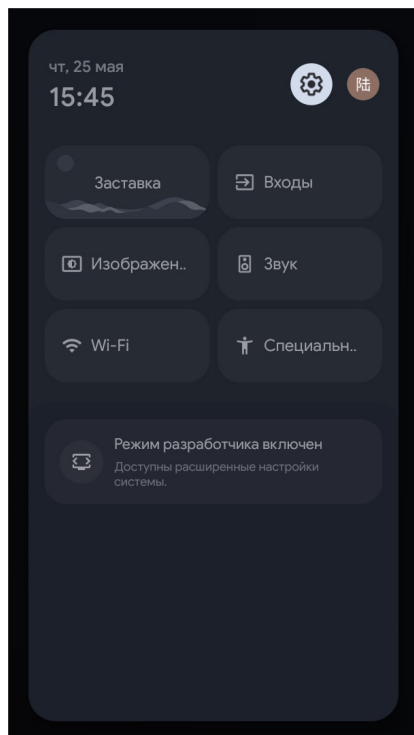 чт, 25 мая
15:45
陆
Заставка
Входы
Изображен..
Звук
Wi-Fi
Специальн..
Режим разработчика включен
Доступны расширенные настройки
системы.